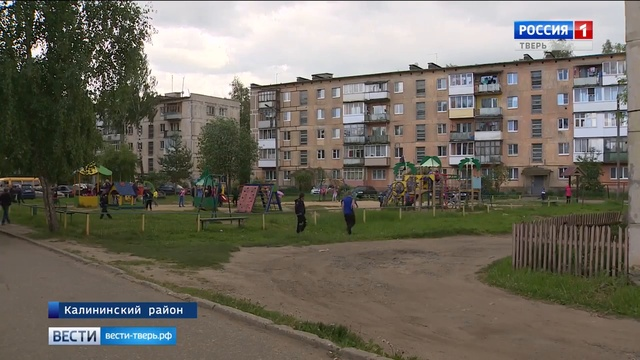 РОССИЯ 1
ТВЕРЬ
Калининский район
ВЕСТИ вести-тверь.рф